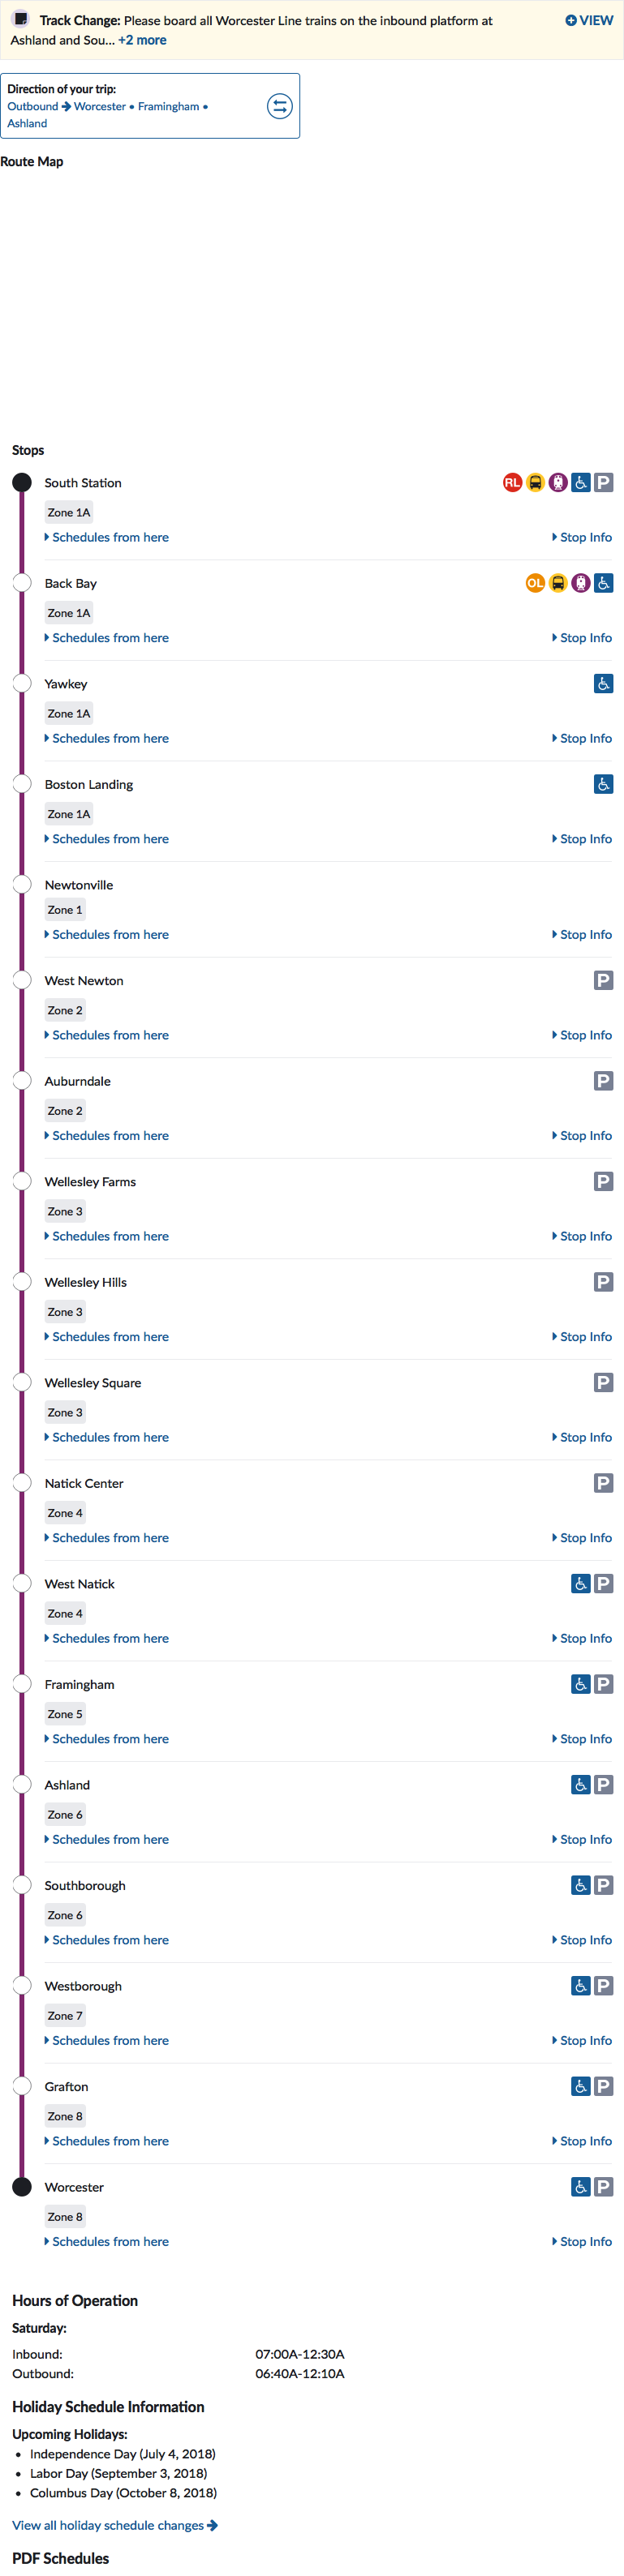 Track Change: Please board all Worcester Line trains on the inbound platform at
Ashland and Sou... +2 more
VIEW
Direction of your trip:
Outbound → Worcester • Framingham •
Ashland
Route Map
Stops
South Station
RL
P
Zone 1A
Schedules from here
Stop Info
Back Bay
OL
Zone 1A
Schedules from here
Stop Info
Yawkey
Zone 1A
Schedules from here
Stop Info
Boston Landing
Zone 1A
Schedules from here
Stop Info
Newtonville
Zone 1
Schedules from here
Stop Info
West Newton
P
Zone 2
Schedules from here
Stop Info
Auburndale
P
Zone 2
Schedules from here
Stop Info
Wellesley Farms
P
Zone 3
Schedules from here
Stop Info
Wellesley Hills
P
Zone 3
Schedules from here
Stop Info
Wellesley Square
P
Zone 3
Schedules from here
Stop Info
Natick Center
P
Zone 4
Schedules from here
Stop Info
West Natick
P
Zone 4
Schedules from here
Stop Info
Framingham
P
Zone 5
Schedules from here
Stop Info
Ashland
P
Zone 6
Schedules from here
Stop Info
Southborough
P
Zone 6
Schedules from here
Stop Info
Westborough
P
Zone 7
Schedules from here
Stop Info
Grafton
P
Zone 8
Schedules from here
Stop Info
Worcester
P
Zone 8
Schedules from here
Stop Info
Hours of Operation
Saturday:
Inbound: 07:00A-12:30A
Outbound: 06:40A-12:10A
Holiday Schedule Information
Upcoming Holidays:
• Independence Day (July 4, 2018)
• Labor Day (September 3, 2018)
• Columbus Day (October 8, 2018)
View all holiday schedule changes →
PDF Schedules